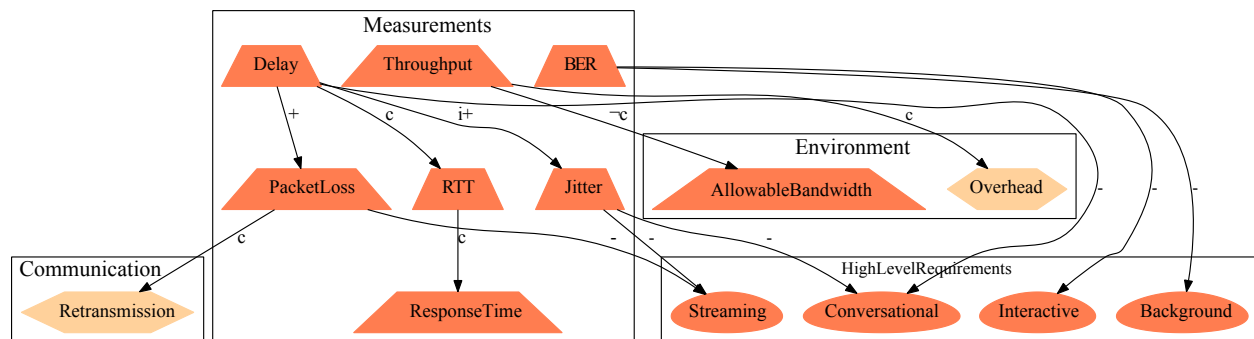 Measurements
Delay
Throughput
BER
+
c
i+
¬c
c
Environment
PacketLoss
RTT
Jitter
AllowableBandwidth
Overhead
-
-
-
c
c
-
-
-
Communication
HighLevelRequirements
Retransmission
ResponseTime
Streaming
Conversational
Interactive
Background